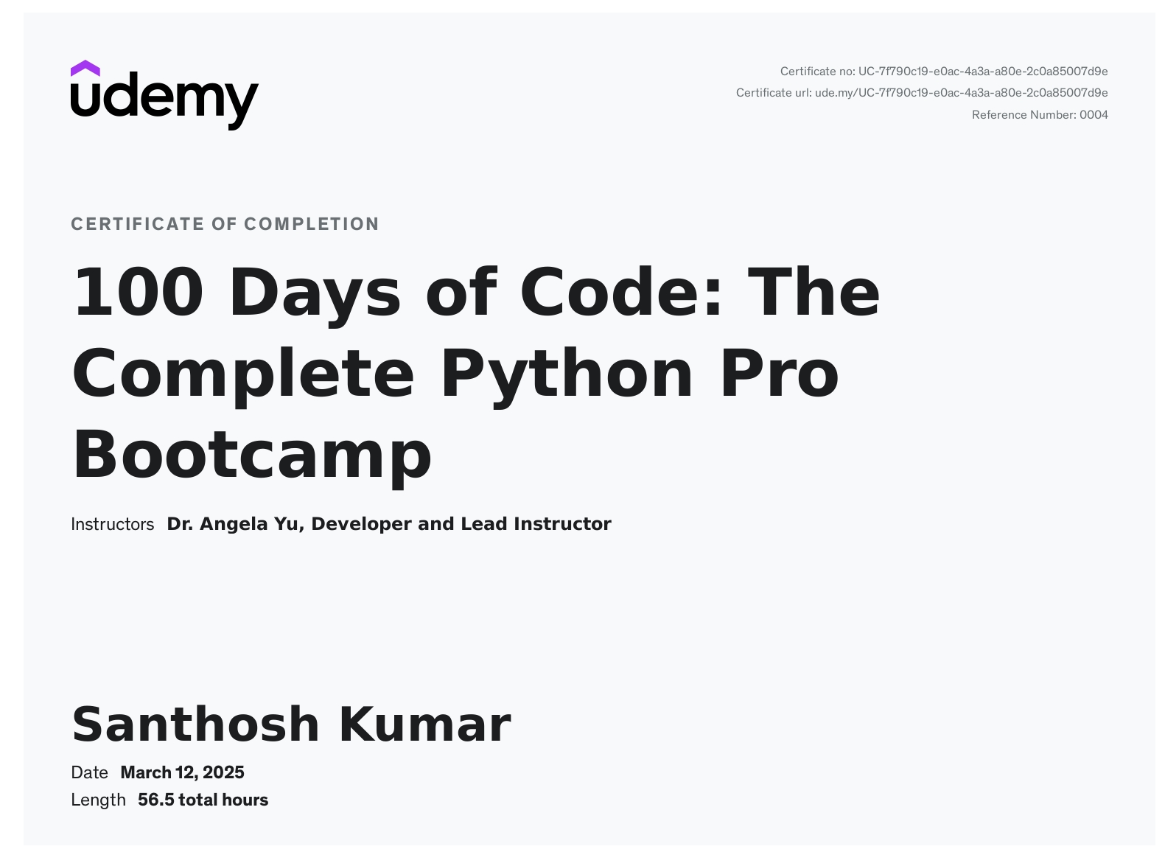 udemy
Certificate no: UC-7f790c19-e0ac-4a3a-a80e-2c0a85007d9e
Certificate url: ude.my/UC-7f790c19-e0ac-4a3a-a80e-2c0a85007d9e
Reference Number: 0004
CERTIFICATE OF COMPLETION
100 Days of Code: The
Complete Python Pro
Bootcamp
Instructors Dr. Angela Yu, Developer and Lead Instructor
Santhosh Kumar
Date March 12, 2025
Length 56.5 total hours